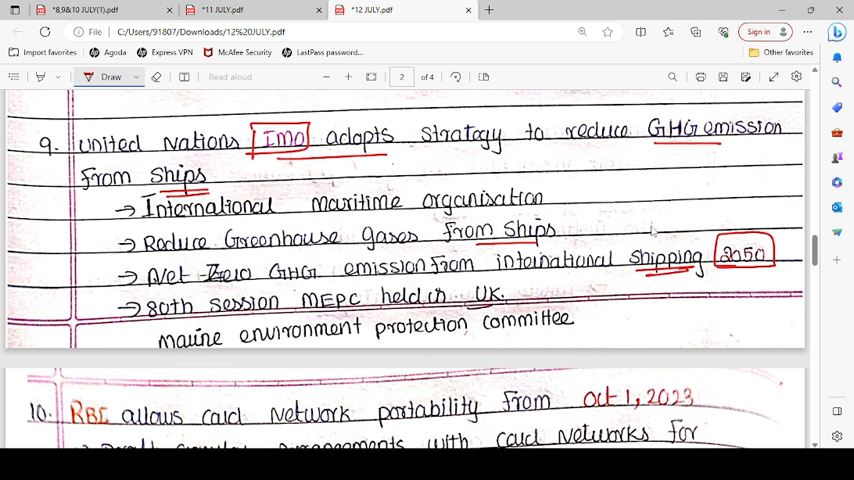 *8,9&10 JULY(1).pdf
*11 JULY.pdf
*12 JULY.pdf
File
C:/Users/91807/Downloads/12%20JULY.pdf
Sign in
Import favorites
Agoda
Express VPN
McAfee Security
LastPass password...
Other favorites
Draw
Read aloud
2 of 4
9. United Nations IMO adopts strategy to reduce GHG emission
from ships
→ International Maritime organisation
→ Reduce Greenhouse gases from ships
→ Net Zero GHG emission from international shipping 2050
→ 80th session MEPC held in UK.
marine environment protection committee
10. RBI allows card Network portability from Oct 1, 2023
with card networks for